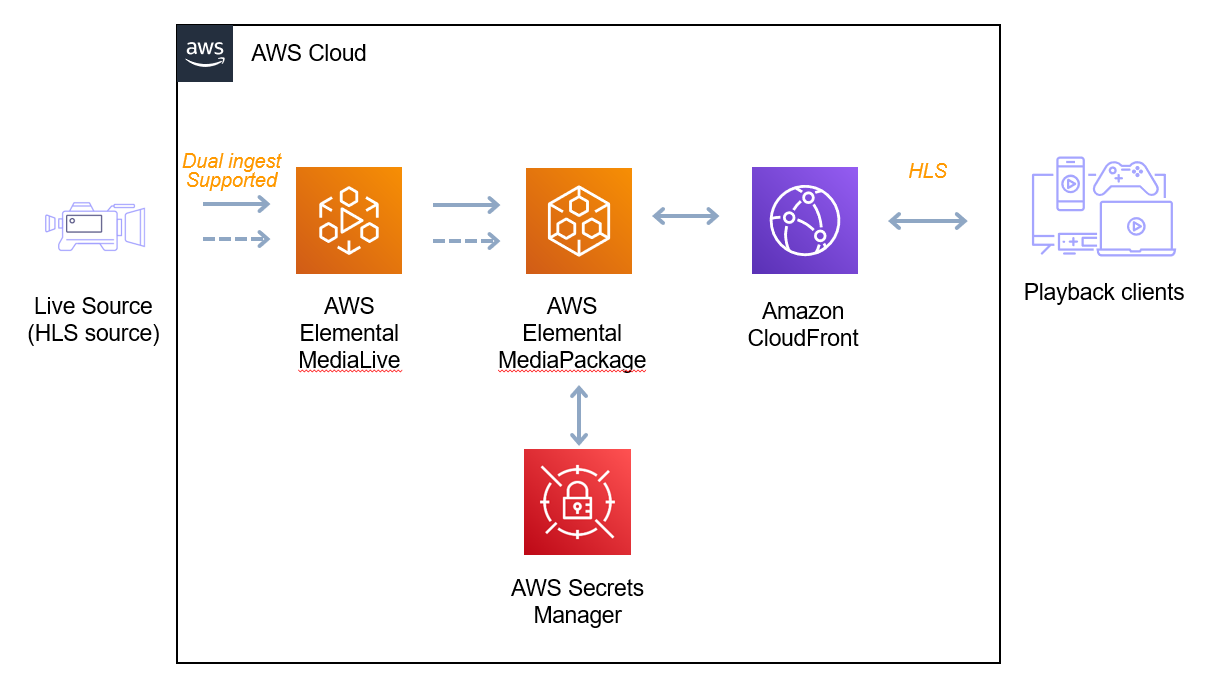 aws
AWS Cloud
Dual ingest
Supported
HLS
Live Source
(HLS source)
AWS
Elemental
MediaLive
AWS
Elemental
MediaPackage
Amazon
CloudFront
Playback clients
AWS Secrets
Manager